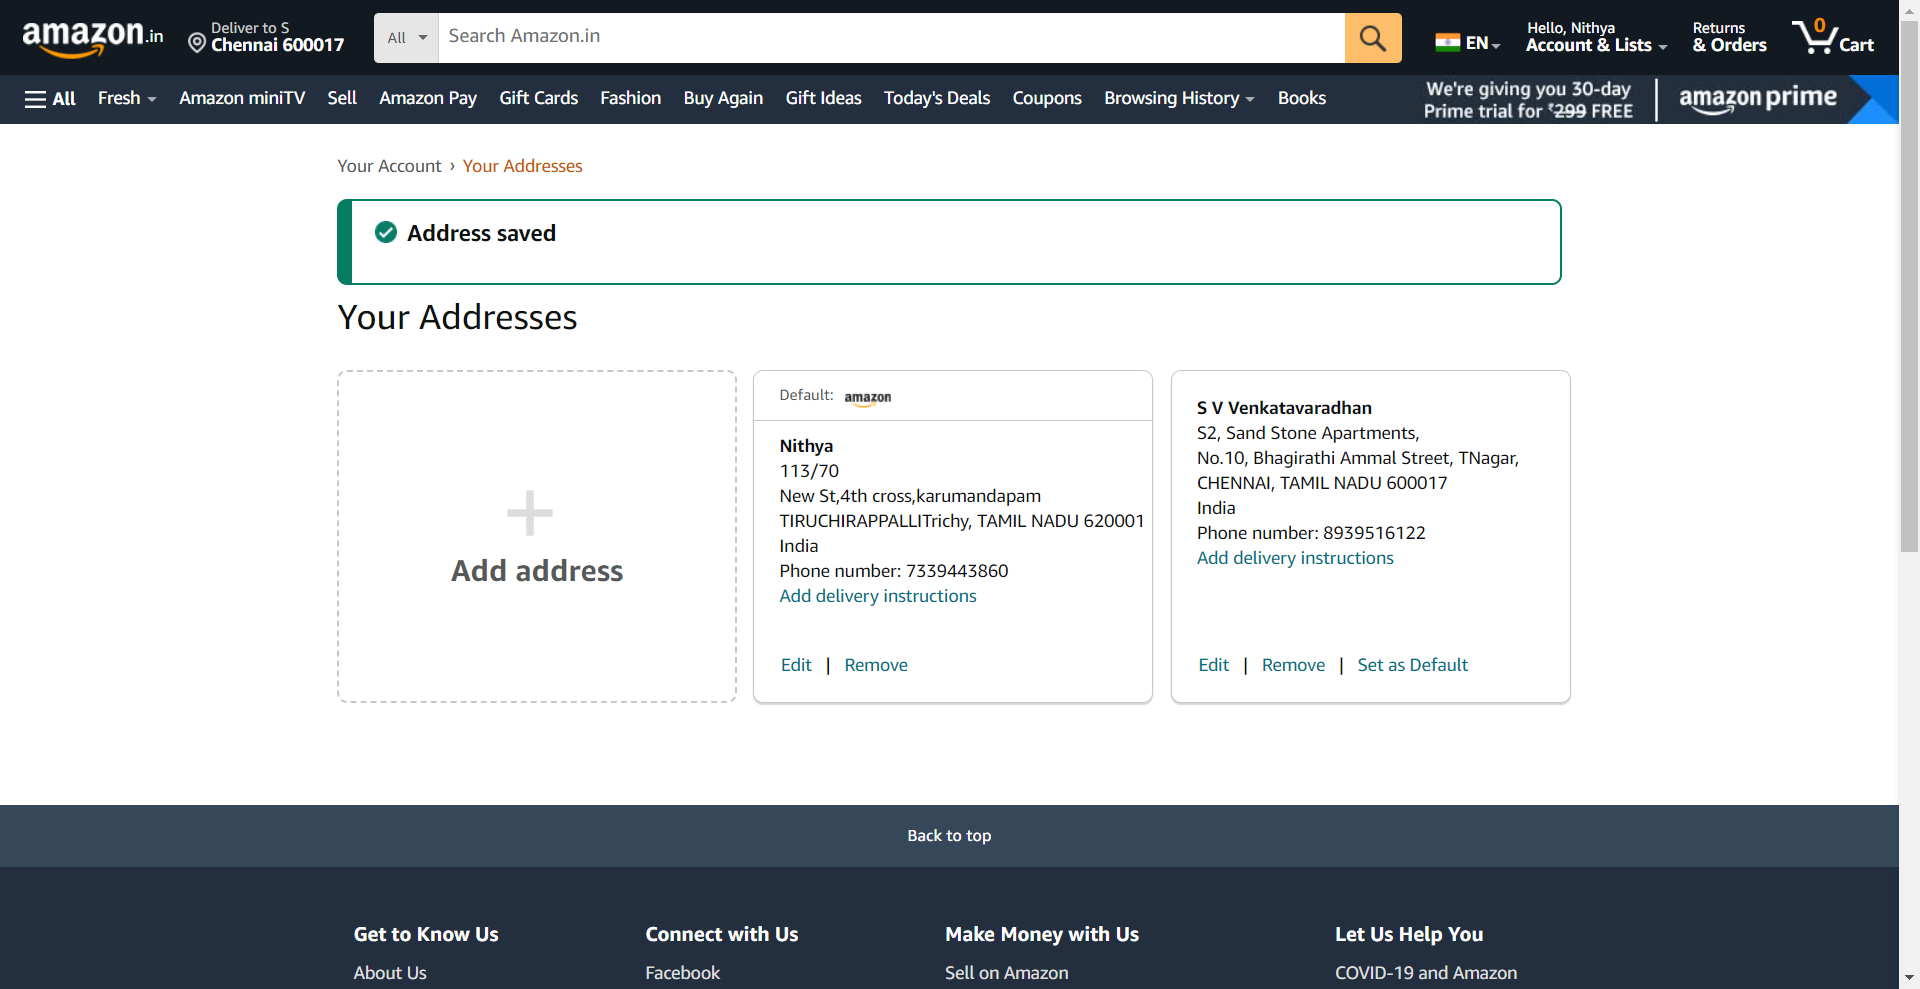 amazon.in
Deliver to S
Chennai 600017
All
Search Amazon.in
EN
Hello, Nithya
Account & Lists
Returns
& Orders
0
Cart
All
Fresh
Amazon miniTV
Sell
Amazon Pay
Gift Cards
Fashion
Buy Again
Gift Ideas
Today's Deals
Coupons
Browsing History
Books
We're giving you 30-day
Prime trial for ₹299 FREE
amazon prime
Your Account › Your Addresses
Address saved
Your Addresses
Add address
Default: amazon
Nithya
113/70
New St,4th cross,karumandapam
TIRUCHIRAPPALLITrichy, TAMIL NADU 620001
India
Phone number: 7339443860
Add delivery instructions
Edit | Remove
S V Venkatavaradhan
S2, Sand Stone Apartments,
No.10, Bhagirathi Ammal Street, TNagar,
CHENNAI, TAMIL NADU 600017
India
Phone number: 8939516122
Add delivery instructions
Edit | Remove | Set as Default
Back to top
Get to Know Us
About Us
Connect with Us
Facebook
Make Money with Us
Sell on Amazon
Let Us Help You
COVID-19 and Amazon